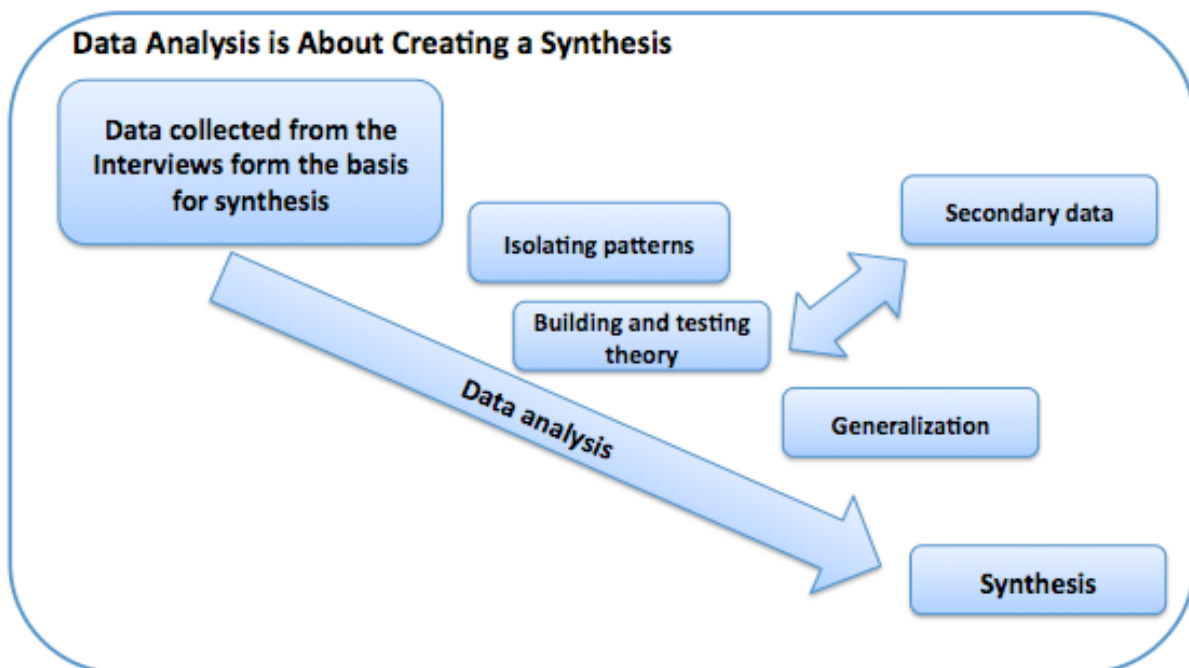 Data Analysis is About Creating a Synthesis
Data collected from the
Interviews form the basis
for synthesis
Isolating patterns
Secondary data
Building and testing
theory
Data analysis
Generalization
Synthesis